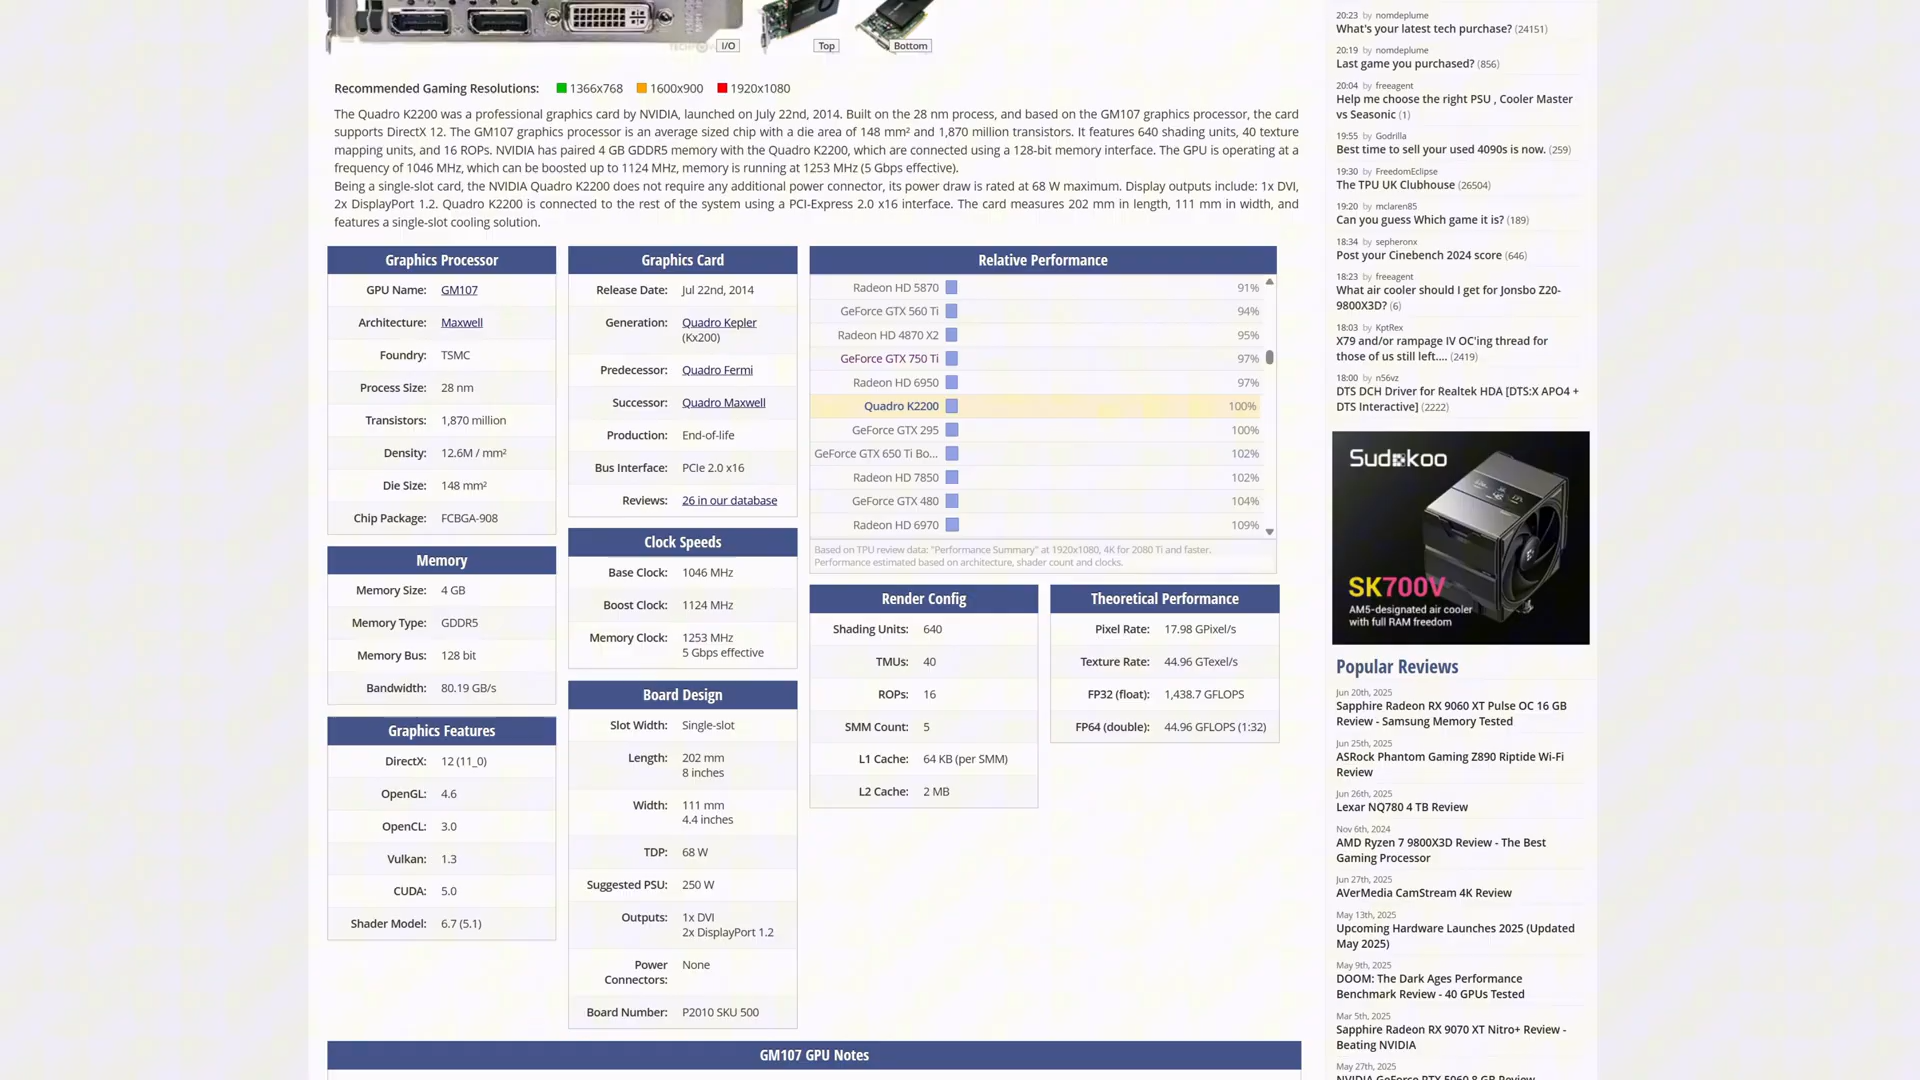 I/O
Top
Bottom
Recommended Gaming Resolutions: 1366x768 1600x900 1920x1080
The Quadro K2200 was a professional graphics card by NVIDIA, launched on July 22nd, 2014. Built on the 28 nm process, and based on the GM107 graphics processor, the card
supports DirectX 12. The GM107 graphics processor is an average sized chip with a die area of 148 mm² and 1,870 million transistors. It features 640 shading units, 40 texture
mapping units, and 16 ROPs. NVIDIA has paired 4 GB GDDR5 memory with the Quadro K2200, which are connected using a 128-bit memory interface. The GPU is operating at a
frequency of 1046 MHz, which can be boosted up to 1124 MHz, memory is running at 1253 MHz (5 Gbps effective).
Being a single-slot card, the NVIDIA Quadro K2200 does not require any additional power connector, its power draw is rated at 68 W maximum. Display outputs include: 1x DVI,
2x DisplayPort 1.2. Quadro K2200 is connected to the rest of the system using a PCI-Express 2.0 x16 interface. The card measures 202 mm in length, 111 mm in width, and
features a single-slot cooling solution.
Graphics Processor
GPU Name: GM107
Architecture: Maxwell
Foundry: TSMC
Process Size: 28 nm
Transistors: 1,870 million
Density: 12.6M / mm²
Die Size: 148 mm²
Chip Package: FCBGA-908
Memory
Memory Size: 4 GB
Memory Type: GDDR5
Memory Bus: 128 bit
Bandwidth: 80.19 GB/s
Graphics Features
DirectX: 12 (11_0)
OpenGL: 4.6
OpenCL: 3.0
Vulkan: 1.3
CUDA: 5.0
Shader Model: 6.7 (5.1)
Graphics Card
Release Date: Jul 22nd, 2014
Generation: Quadro Kepler
(Kx200)
Predecessor: Quadro Fermi
Successor: Quadro Maxwell
Production: End-of-life
Bus Interface: PCIe 2.0 x16
Reviews: 26 in our database
Clock Speeds
Base Clock: 1046 MHz
Boost Clock: 1124 MHz
Memory Clock: 1253 MHz
5 Gbps effective
Board Design
Slot Width: Single-slot
Length: 202 mm
8 inches
Width: 111 mm
4.4 inches
TDP: 68 W
Suggested PSU: 250 W
Outputs: 1x DVI
2x DisplayPort 1.2
Power
Connectors: None
Board Number: P2010 SKU 500
Relative Performance
Radeon HD 5870 91%
GeForce GTX 560 Ti 94%
Radeon HD 4870 X2 95%
GeForce GTX 750 Ti 97%
Radeon HD 6950 97%
Quadro K2200 100%
GeForce GTX 295 100%
GeForce GTX 650 Ti Bo... 102%
Radeon HD 7850 102%
GeForce GTX 480 104%
Radeon HD 6970 109%
Based on TPU review data: "Performance Summary" at 1920x1080, 4K for 2080 Ti and faster.
Performance estimated based on architecture, shader count and clocks.
Render Config
Shading Units: 640
TMUs: 40
ROPs: 16
SMM Count: 5
L1 Cache: 64 KB (per SMM)
L2 Cache: 2 MB
Theoretical Performance
Pixel Rate: 17.98 GPixel/s
Texture Rate: 44.96 GTexel/s
FP32 (float): 1,438.7 GFLOPS
FP64 (double): 44.96 GFLOPS (1:32)
GM107 GPU Notes
20:23 by nomdeplume
What's your latest tech purchase? (24151)
20:19 by nomdeplume
Last game you purchased? (856)
20:04 by freeagent
Help me choose the right PSU , Cooler Master
vs Seasonic (1)
19:55 by Godrilla
Best time to sell your used 4090s is now. (259)
19:30 by FreedomEclipse
The TPU UK Clubhouse (26504)
19:20 by mclaren85
Can you guess Which game it is? (189)
18:34 by sepheronx
Post your Cinebench 2024 score (646)
18:23 by freeagent
What air cooler should I get for Jonsbo Z20-
9800X3D? (6)
18:03 by KptRex
X79 and/or rampage IV OC'ing thread for
those of us still left.... (2419)
18:00 by n56vz
DTS DCH Driver for Realtek HDA [DTS:X APO4 +
DTS Interactive] (2222)
Sudokoo
SK700V
AM5-designated air cooler
with full RAM freedom
Popular Reviews
Jun 20th, 2025
Sapphire Radeon RX 9060 XT Pulse OC 16 GB
Review - Samsung Memory Tested
Jun 25th, 2025
ASRock Phantom Gaming Z890 Riptide Wi-Fi
Review
Jun 26th, 2025
Lexar NQ780 4 TB Review
Nov 6th, 2024
AMD Ryzen 7 9800X3D Review - The Best
Gaming Processor
Jun 27th, 2025
AVerMedia CamStream 4K Review
May 13th, 2025
Upcoming Hardware Launches 2025 (Updated
May 2025)
May 9th, 2025
DOOM: The Dark Ages Performance
Benchmark Review - 40 GPUs Tested
Mar 5th, 2025
Sapphire Radeon RX 9070 XT Nitro+ Review -
Beating NVIDIA
May 27th, 2025
NVIDIA GeForce RTX 5060 8 GB Review